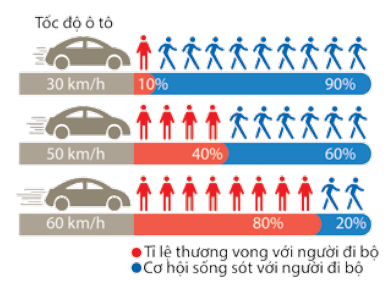 Tốc độ ô tô
30 km/h 10% 90%
50 km/h 40% 60%
60 km/h 80% 20%
Tỉ lệ thương vong với người đi bộ
Cơ hội sống sót với người đi bộ